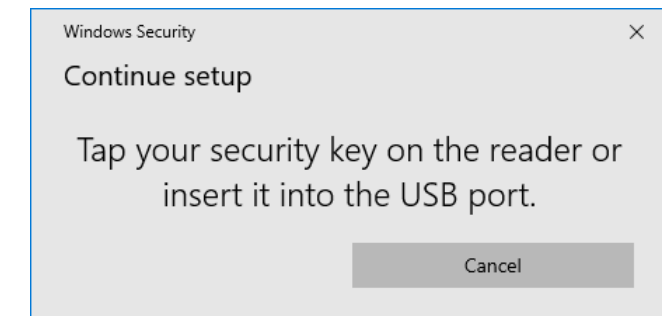 Windows Security
Continue setup
Tap your security key on the reader or
insert it into the USB port.
Cancel